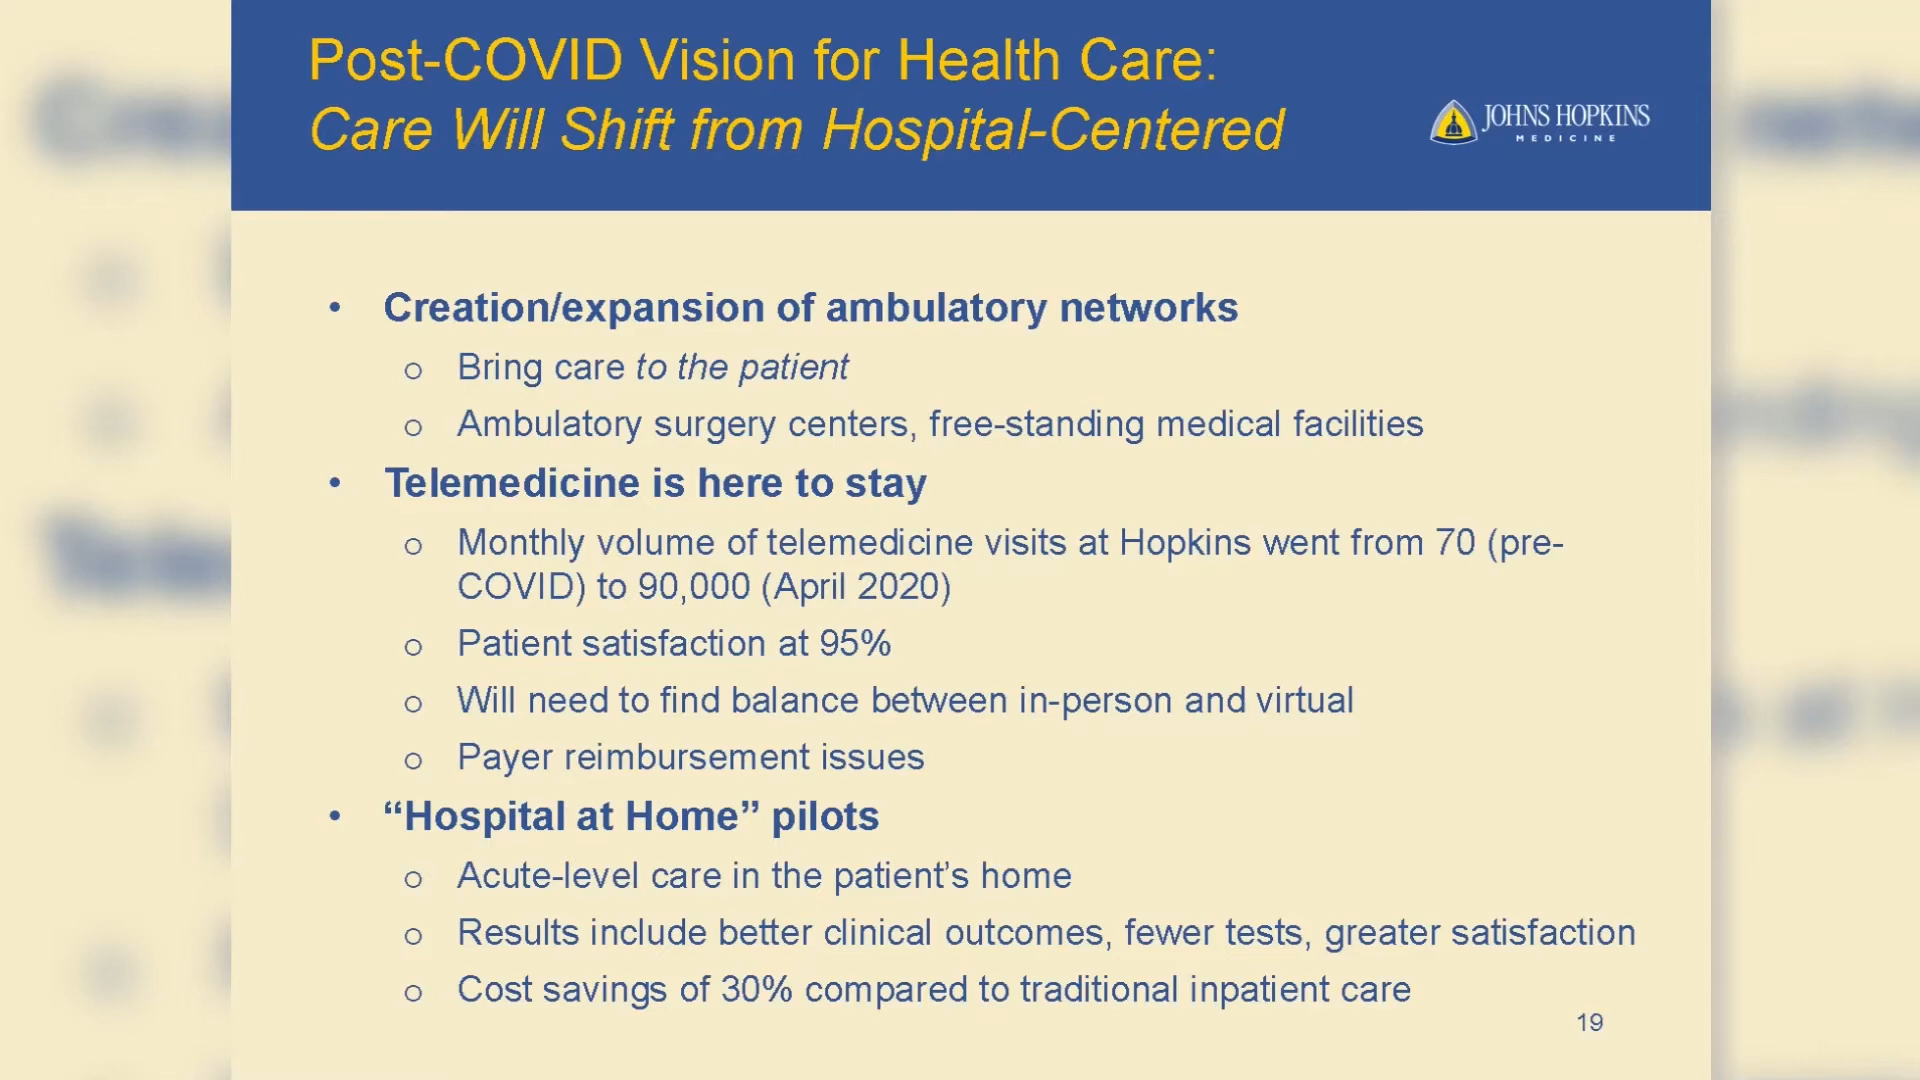 Post-COVID Vision for Health Care:
Care Will Shift from Hospital-Centered
JOHNS HOPKINS
MEDICINE
• Creation/expansion of ambulatory networks
o Bring care to the patient
o Ambulatory surgery centers, free-standing medical facilities
• Telemedicine is here to stay
o Monthly volume of telemedicine visits at Hopkins went from 70 (pre-
COVID) to 90,000 (April 2020)
o Patient satisfaction at 95%
o Will need to find balance between in-person and virtual
o Payer reimbursement issues
• “Hospital at Home” pilots
o Acute-level care in the patient’s home
o Results include better clinical outcomes, fewer tests, greater satisfaction
o Cost savings of 30% compared to traditional inpatient care
19